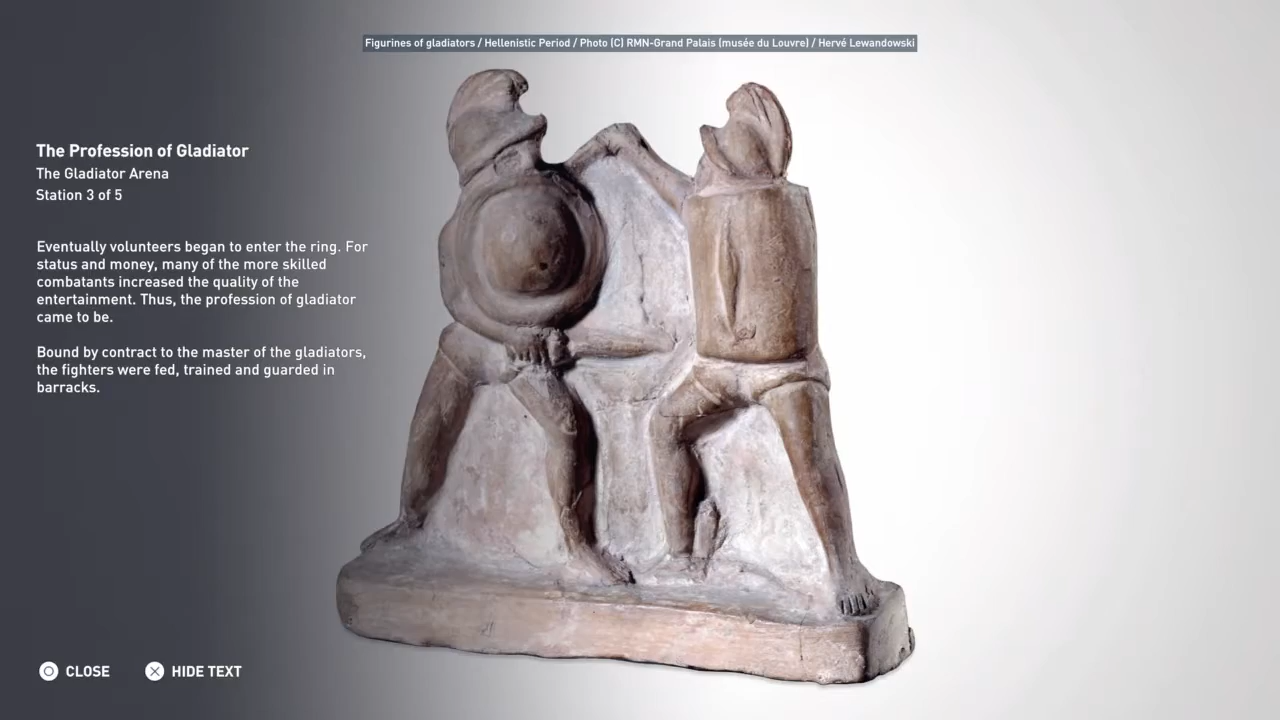 Figurines of gladiators / Hellenistic Period / Photo (C) RMN-Grand Palais (musée du Louvre) / Hervé Lewandowski
The Profession of Gladiator
The Gladiator Arena
Station 3 of 5
Eventually volunteers began to enter the ring. For
status and money, many of the more skilled
combatants increased the quality of the
entertainment. Thus, the profession of gladiator
came to be.
Bound by contract to the master of the gladiators,
the fighters were fed, trained and guarded in
barracks.
CLOSE
HIDE TEXT